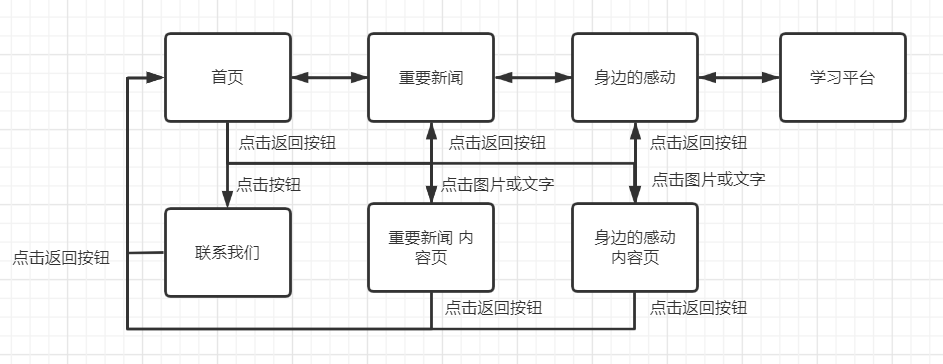 首页
重要新闻
身边的感动
学习平台
点击返回按钮
点击返回按钮
点击返回按钮
点击按钮
点击图片或文字
点击图片或文字
联系我们
重要新闻 内
容页
身边的感动
内容页
点击返回按钮
点击返回按钮
点击返回按钮